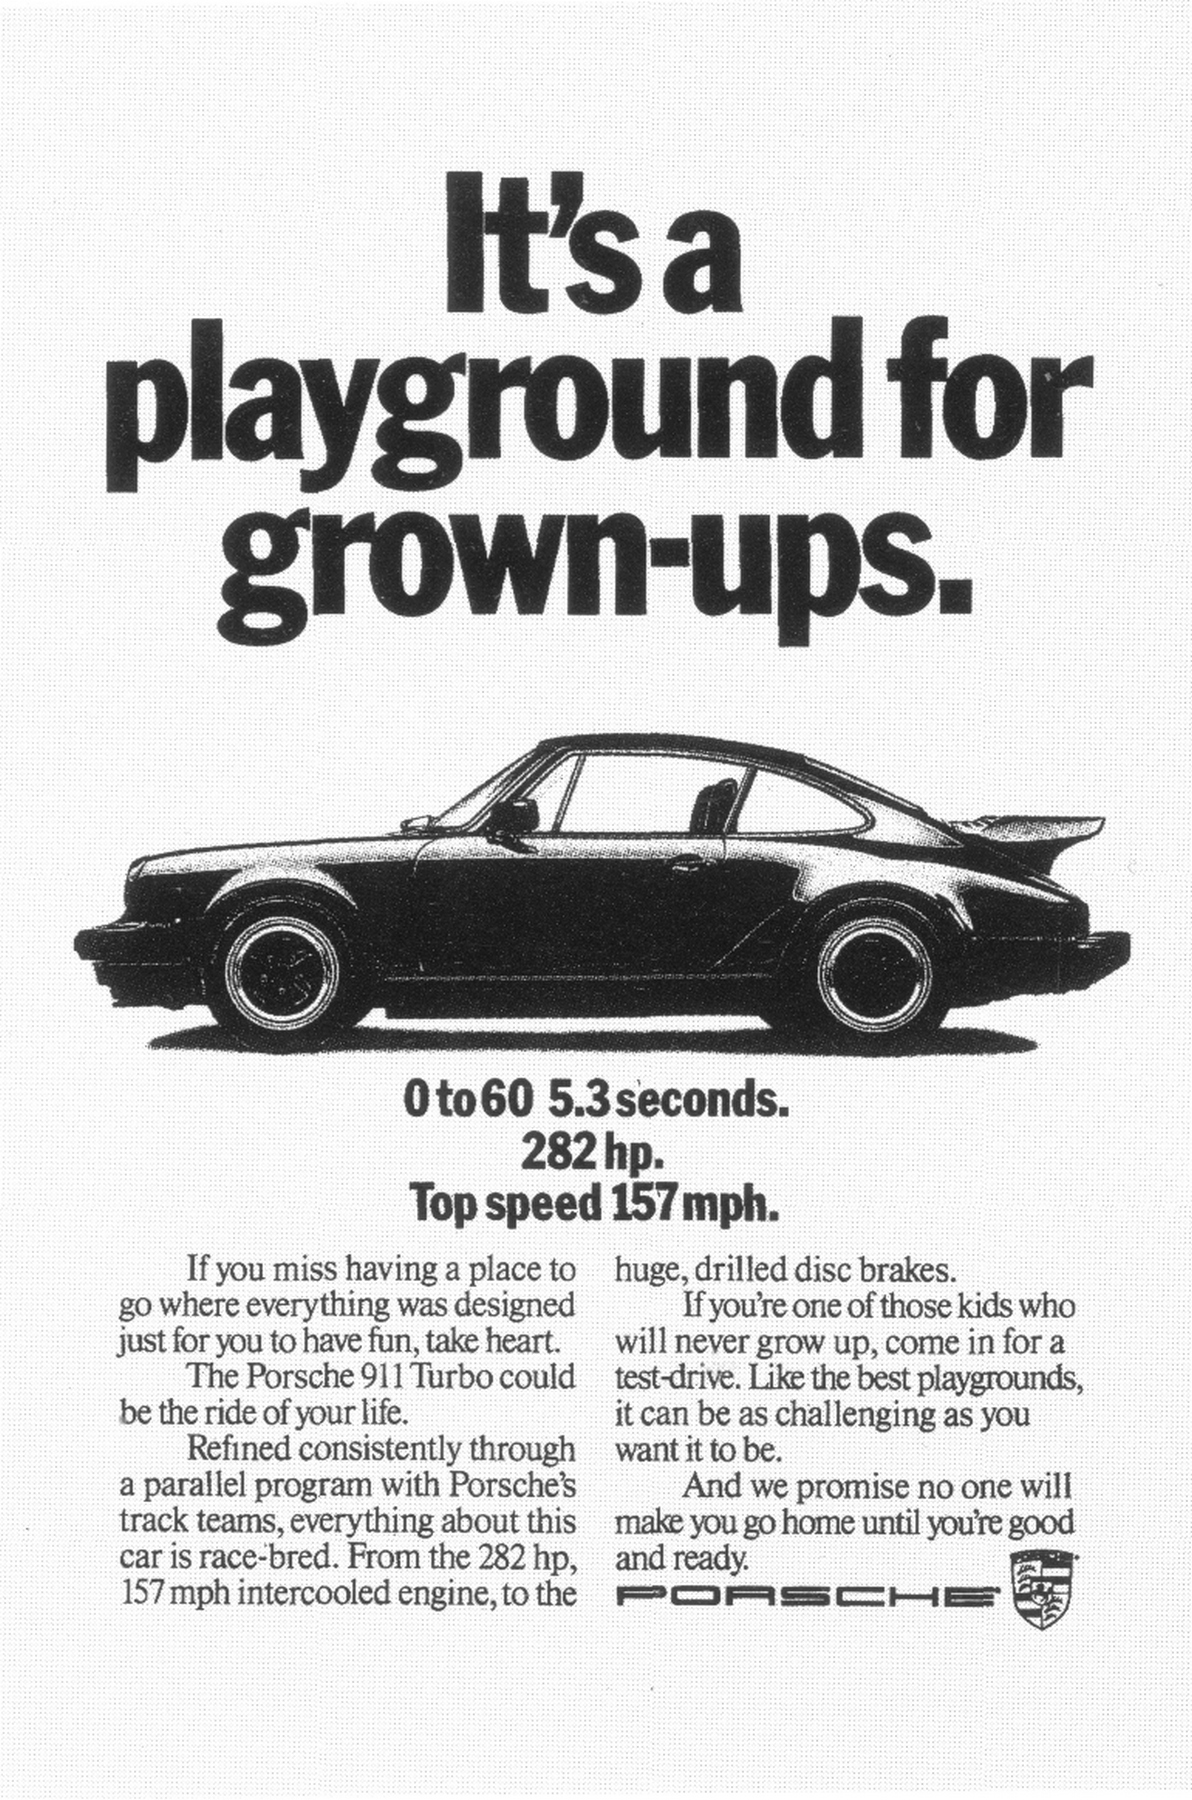 It's a
playground for
grown-ups.
0 to 60 5.3 seconds.
282 hp.
Top speed 157 mph.
If you miss having a place to
go where everything was designed
just for you to have fun, take heart.
The Porsche 911 Turbo could
be the ride of your life.
Refined consistently through
a parallel program with Porsche's
track teams, everything about this
car is race-bred. From the 282 hp,
157 mph intercooled engine, to the
huge, drilled disc brakes.
If you're one of those kids who
will never grow up, come in for a
test-drive. Like the best playgrounds,
it can be as challenging as you
want it to be.
And we promise no one will
make you go home until you're good
and ready.
PORSCHE